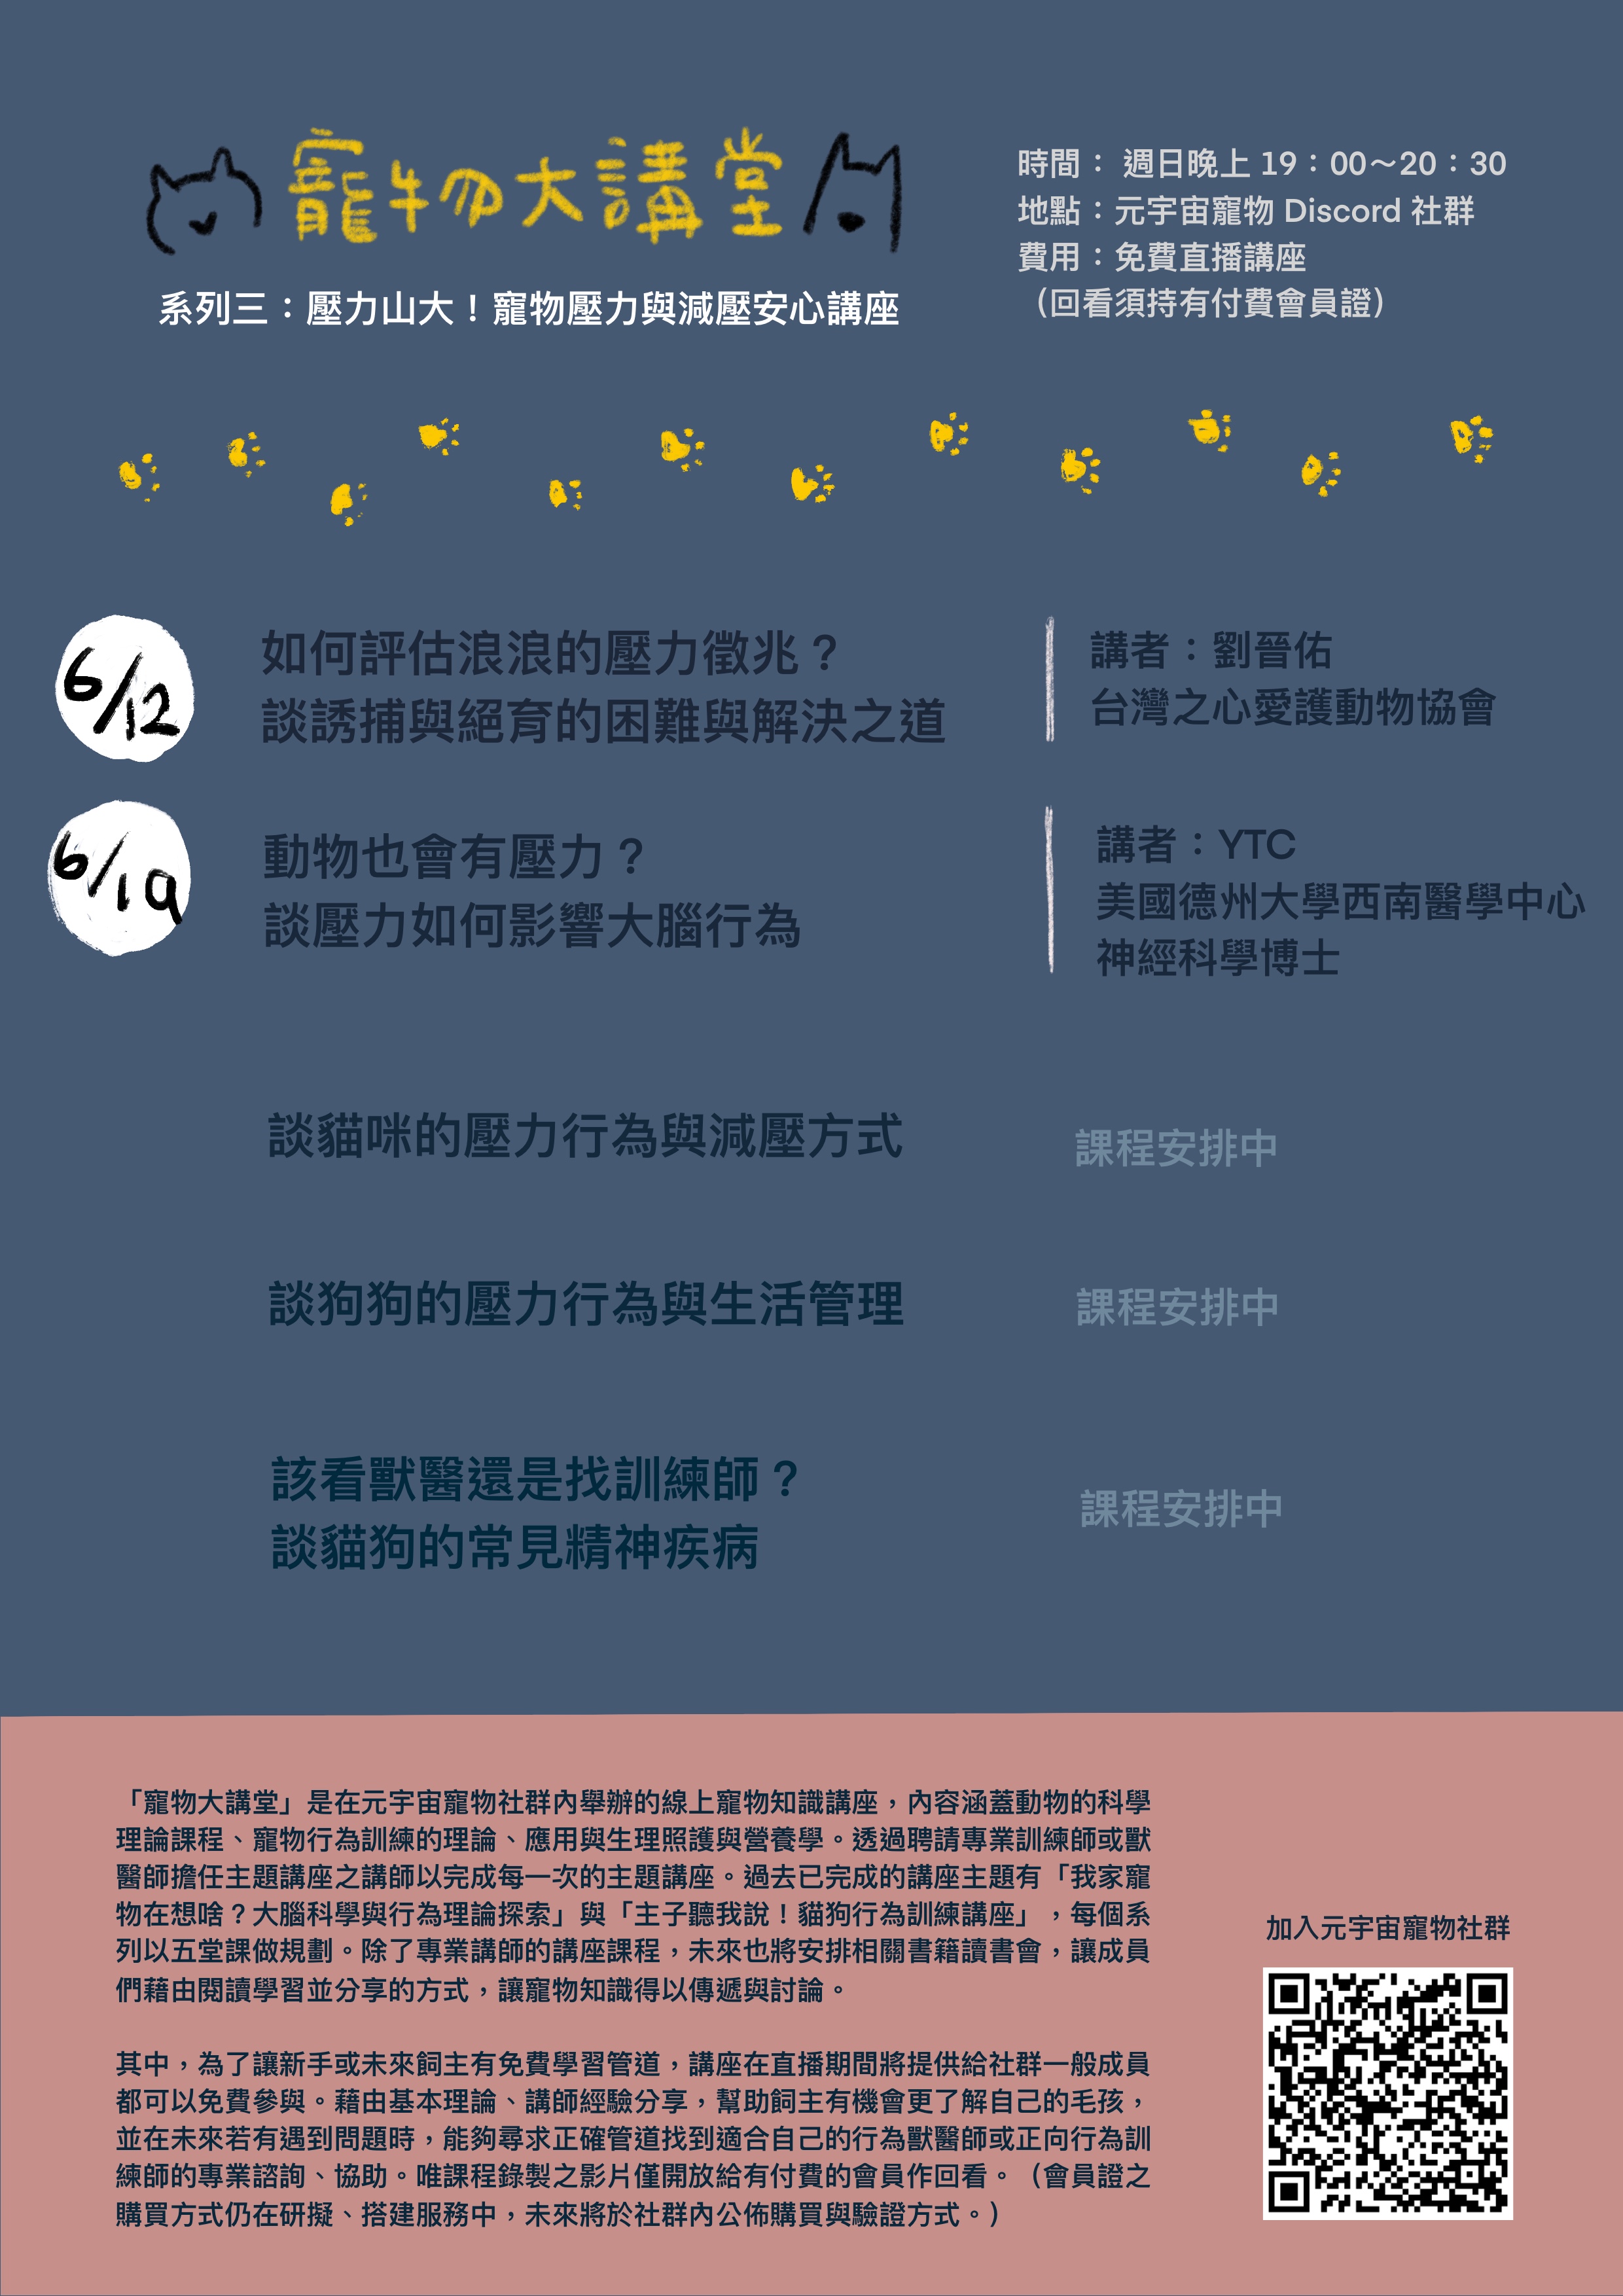 寵物大講堂
系列三：壓力山大！寵物壓力與減壓安心講座
時間： 週日晚上 19：00～20：30
地點：元宇宙寵物 Discord 社群
費用：免費直播講座
（回看須持有付費會員證）
6/12
如何評估浪浪的壓力徵兆？
談誘捕與絕育的困難與解決之道
講者：劉晉佑
台灣之心愛護動物協會
6/19
動物也會有壓力？
談壓力如何影響大腦行為
講者：YTC
美國德州大學西南醫學中心
神經科學博士
談貓咪的壓力行為與減壓方式
課程安排中
談狗狗的壓力行為與生活管理
課程安排中
該看獸醫還是找訓練師？
談貓狗的常見精神疾病
課程安排中
「寵物大講堂」是在元宇宙寵物社群內舉辦的線上寵物知識講座，內容涵蓋動物的科學
理論課程、寵物行為訓練的理論、應用與生理照護與營養學。透過聘請專業訓練師或獸
醫師擔任主題講座之講師以完成每一次的主題講座。過去已完成的講座主題有「我家寵
物在想啥？大腦科學與行為理論探索」與「主子聽我說！貓狗行為訓練講座」，每個系
列以五堂課做規劃。除了專業講師的講座課程，未來也將安排相關書籍讀書會，讓成員
們藉由閱讀學習並分享的方式，讓寵物知識得以傳遞與討論。
其中，為了讓新手或未來飼主有免費學習管道，講座在直播期間將提供給社群一般成員
都可以免費參與。藉由基本理論、講師經驗分享，幫助飼主有機會更了解自己的毛孩，
並在未來若有遇到問題時，能夠尋求正確管道找到適合自己的行為獸醫師或正向行為訓
練師的專業諮詢、協助。唯課程錄製之影片僅開放給有付費的會員作回看。（會員證之
購買方式仍在研擬、搭建服務中，未來將於社群內公佈購買與驗證方式。）
加入元宇宙寵物社群